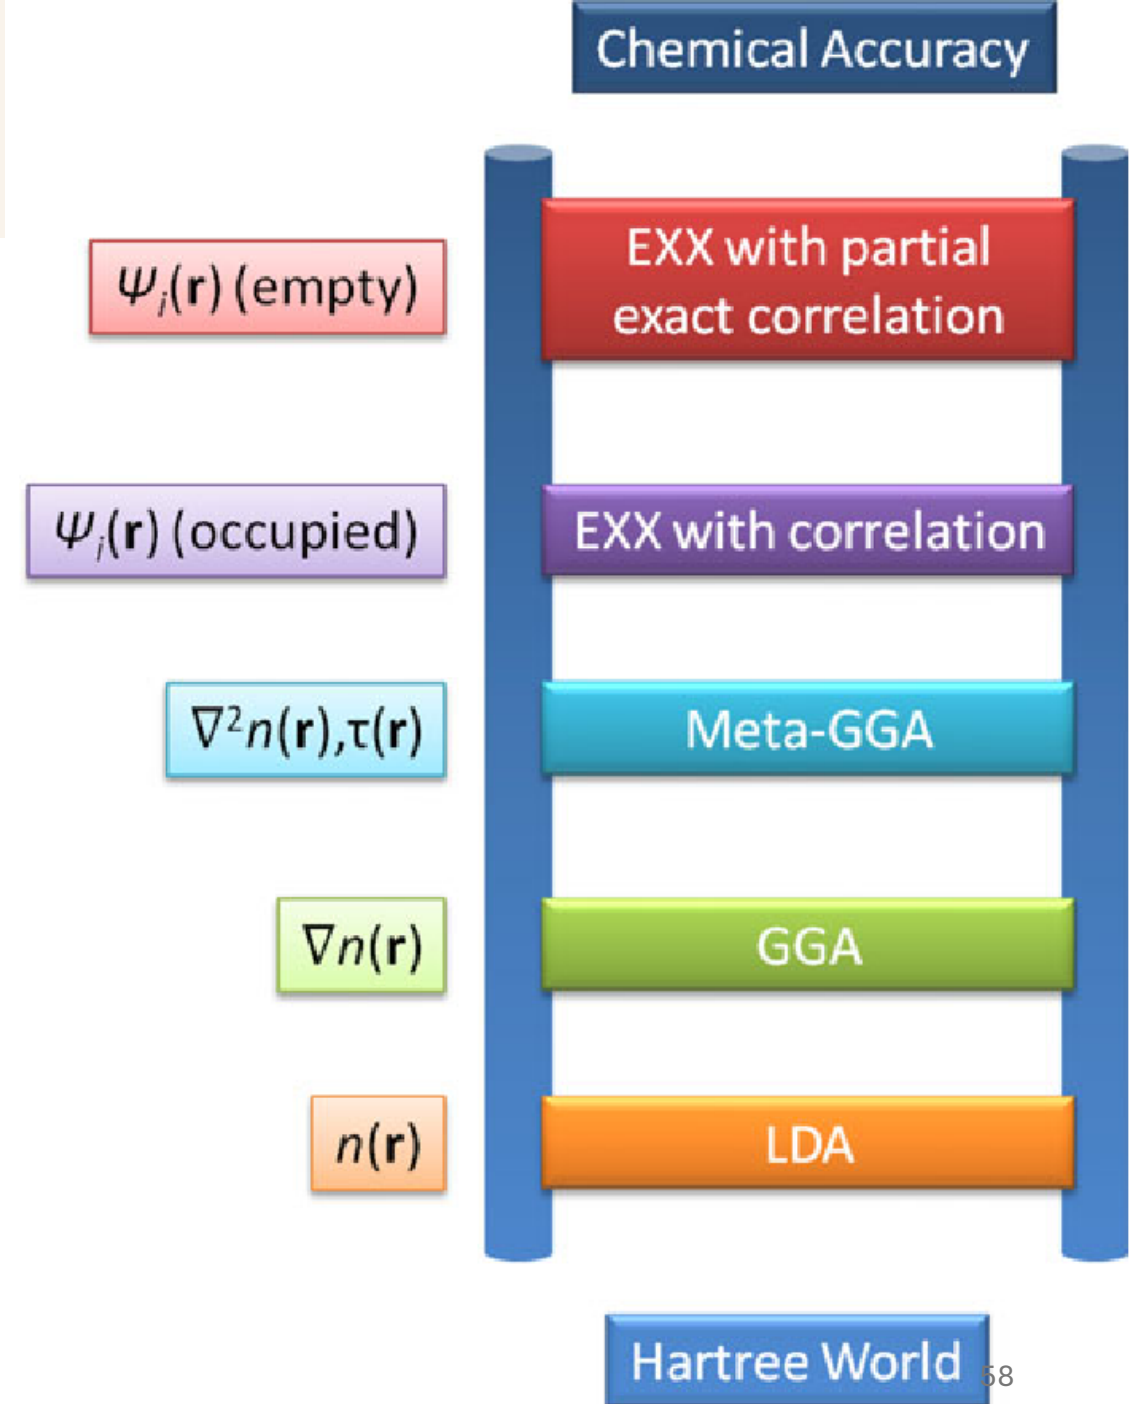 Chemical Accuracy
Ψᵢ(r) (empty)
EXX with partial
exact correlation
Ψᵢ(r) (occupied)
EXX with correlation
∇²n(r),τ(r)
Meta-GGA
∇n(r)
GGA
n(r)
LDA
Hartree World
58